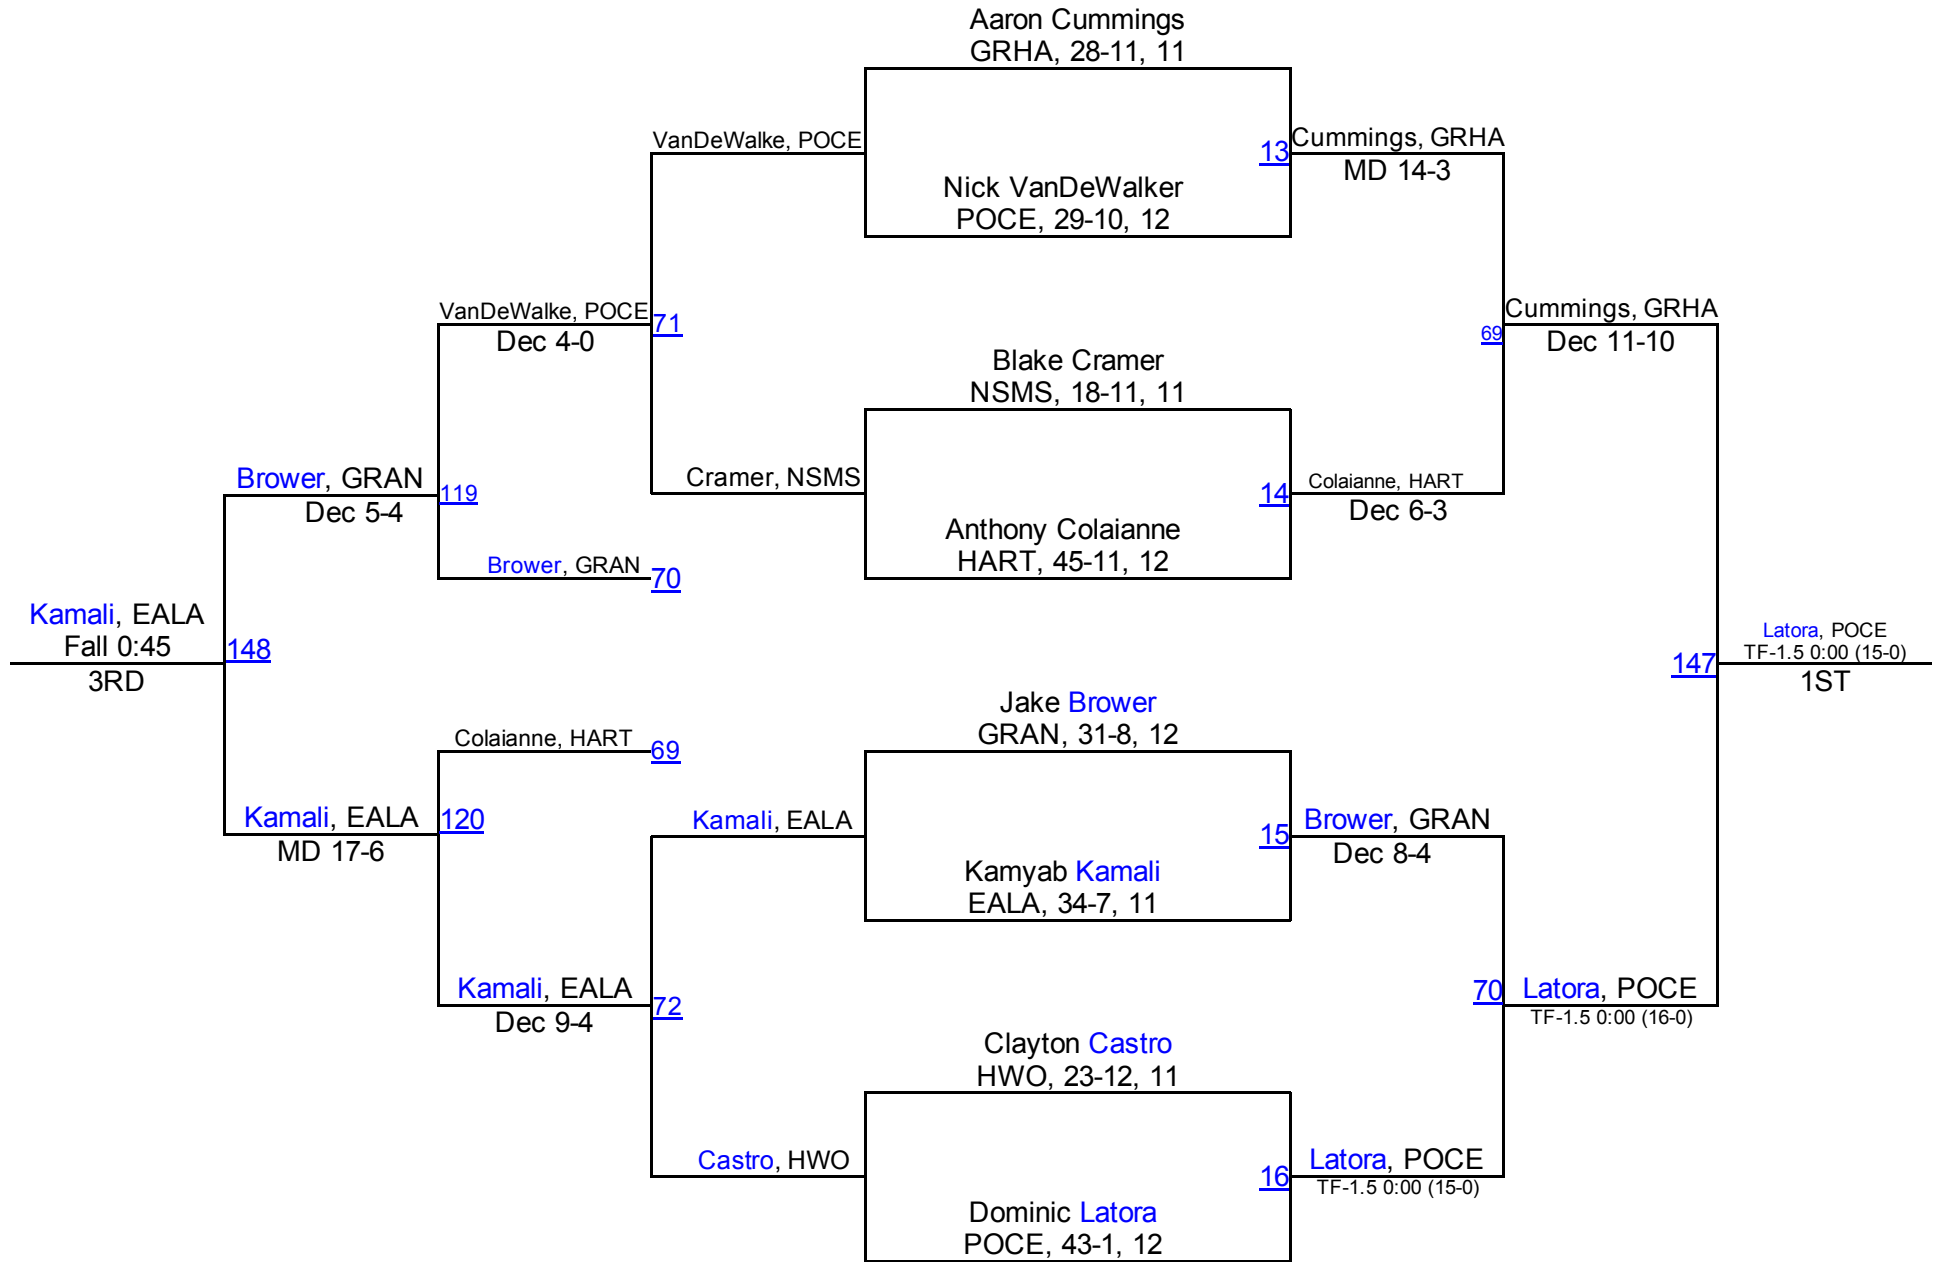 Aaron Cummings
GRHA, 28-11, 11
VanDeWalke, POCE
13
Cummings, GRHA
MD 14-3
Nick VanDeWalker
POCE, 29-10, 12
VanDeWalke, POCE
Dec 4-0
71
69
Cummings, GRHA
Dec 11-10
Blake Cramer
NSMS, 18-11, 11
Brower, GRAN
Dec 5-4
119
Cramer, NSMS
14
Colaianne, HART
Dec 6-3
Anthony Colaianne
HART, 45-11, 12
Brower, GRAN
70
Kamali, EALA
Fall 0:45
3RD
148
147
Latora, POCE
TF-1.5 0:00 (15-0)
1ST
Jake Brower
GRAN, 31-8, 12
Colaianne, HART
69
Kamali, EALA
MD 17-6
120
Kamali, EALA
15
Brower, GRAN
Dec 8-4
Kamyab Kamali
EALA, 34-7, 11
Kamali, EALA
Dec 9-4
72
70
Latora, POCE
TF-1.5 0:00 (16-0)
Clayton Castro
HWO, 23-12, 11
Castro, HWO
16
Latora, POCE
TF-1.5 0:00 (15-0)
Dominic Latora
POCE, 43-1, 12